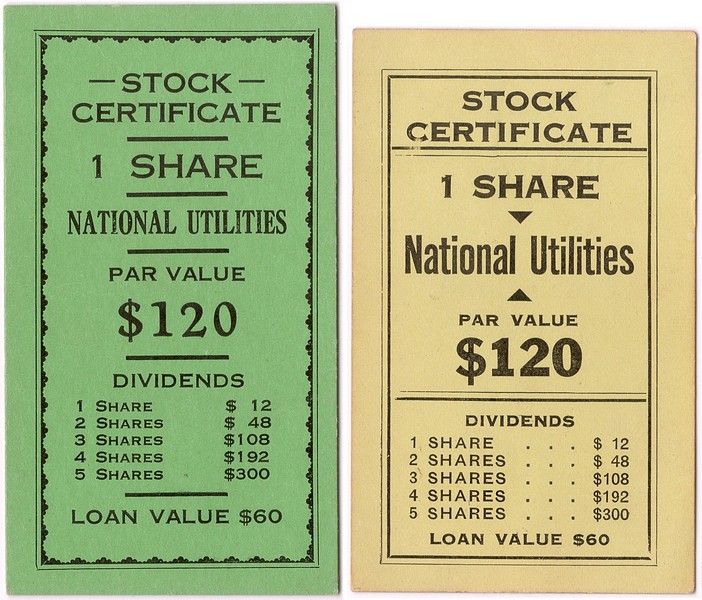 —STOCK—
CERTIFICATE
1 SHARE
NATIONAL UTILITIES
PAR VALUE
$120
DIVIDENDS
1 SHARE $ 12
2 SHARES $ 48
3 SHARES $108
4 SHARES $192
5 SHARES $300
LOAN VALUE $60
STOCK
CERTIFICATE
1 SHARE
National Utilities
PAR VALUE
$120
DIVIDENDS
1 SHARE . . . $ 12
2 SHARES . . . $ 48
3 SHARES . . . $108
4 SHARES . . . $192
5 SHARES . . . $300
LOAN VALUE $60